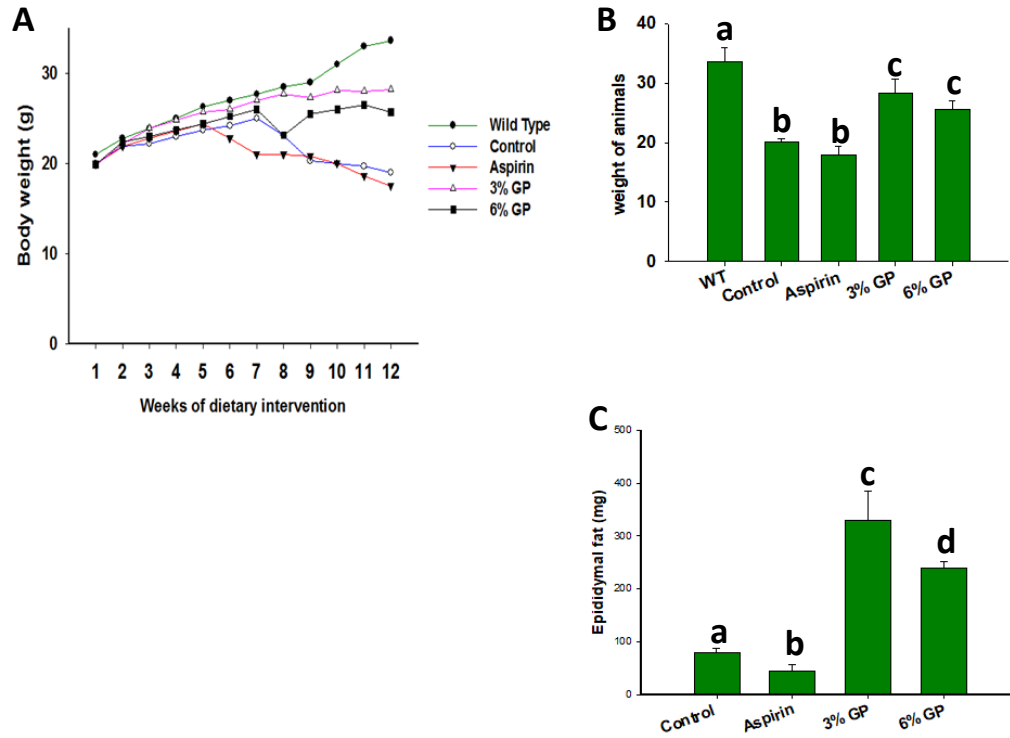 A
Body weight (g)
30
20
10
0
1 2 3 4 5 6 7 8 9 10 11 12
Weeks of dietary intervention
Wild Type
Control
Aspirin
3% GP
6% GP
B
weight of animals
40
30
20
10
0
a
b
b
c
c
WT
Control
Aspirin
3% GP
6% GP
C
Epididymal fat (mg)
500
400
300
200
100
0
a
b
c
d
Control
Aspirin
3% GP
6% GP